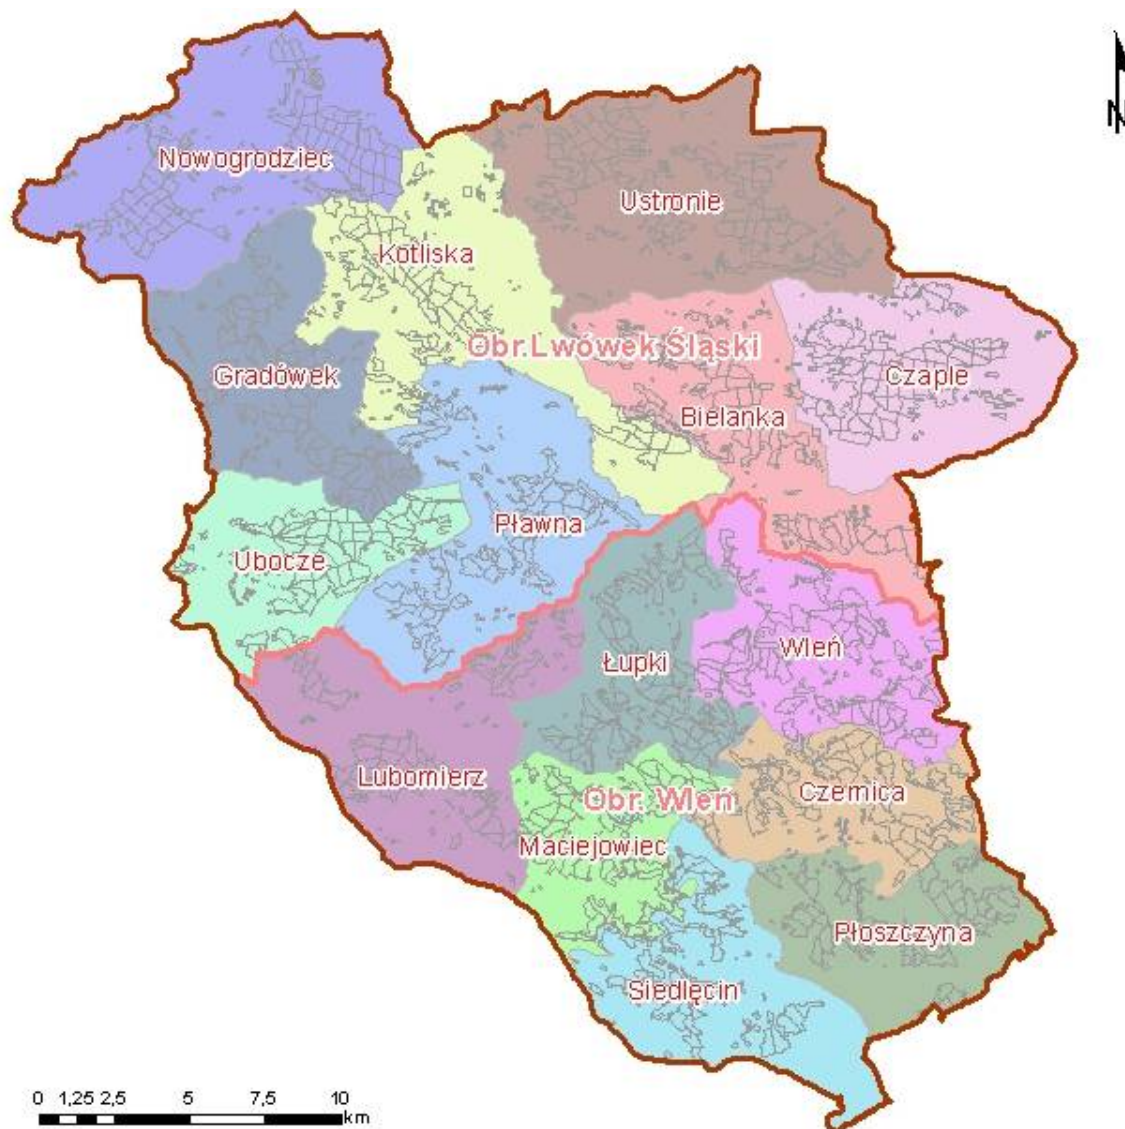 N
Nowogrodziec
Ustronie
Kotliska
Obr.Lwówek Śląski
Gradówek
Czaple
Bielanka
Pławna
Ubocze
Wleń
Łupki
Lubomierz
Obr. Wleń
Czernica
Maciejowiec
Płoszczyna
Siedlęcin
0 1,25 2,5 5 7,5 10
km